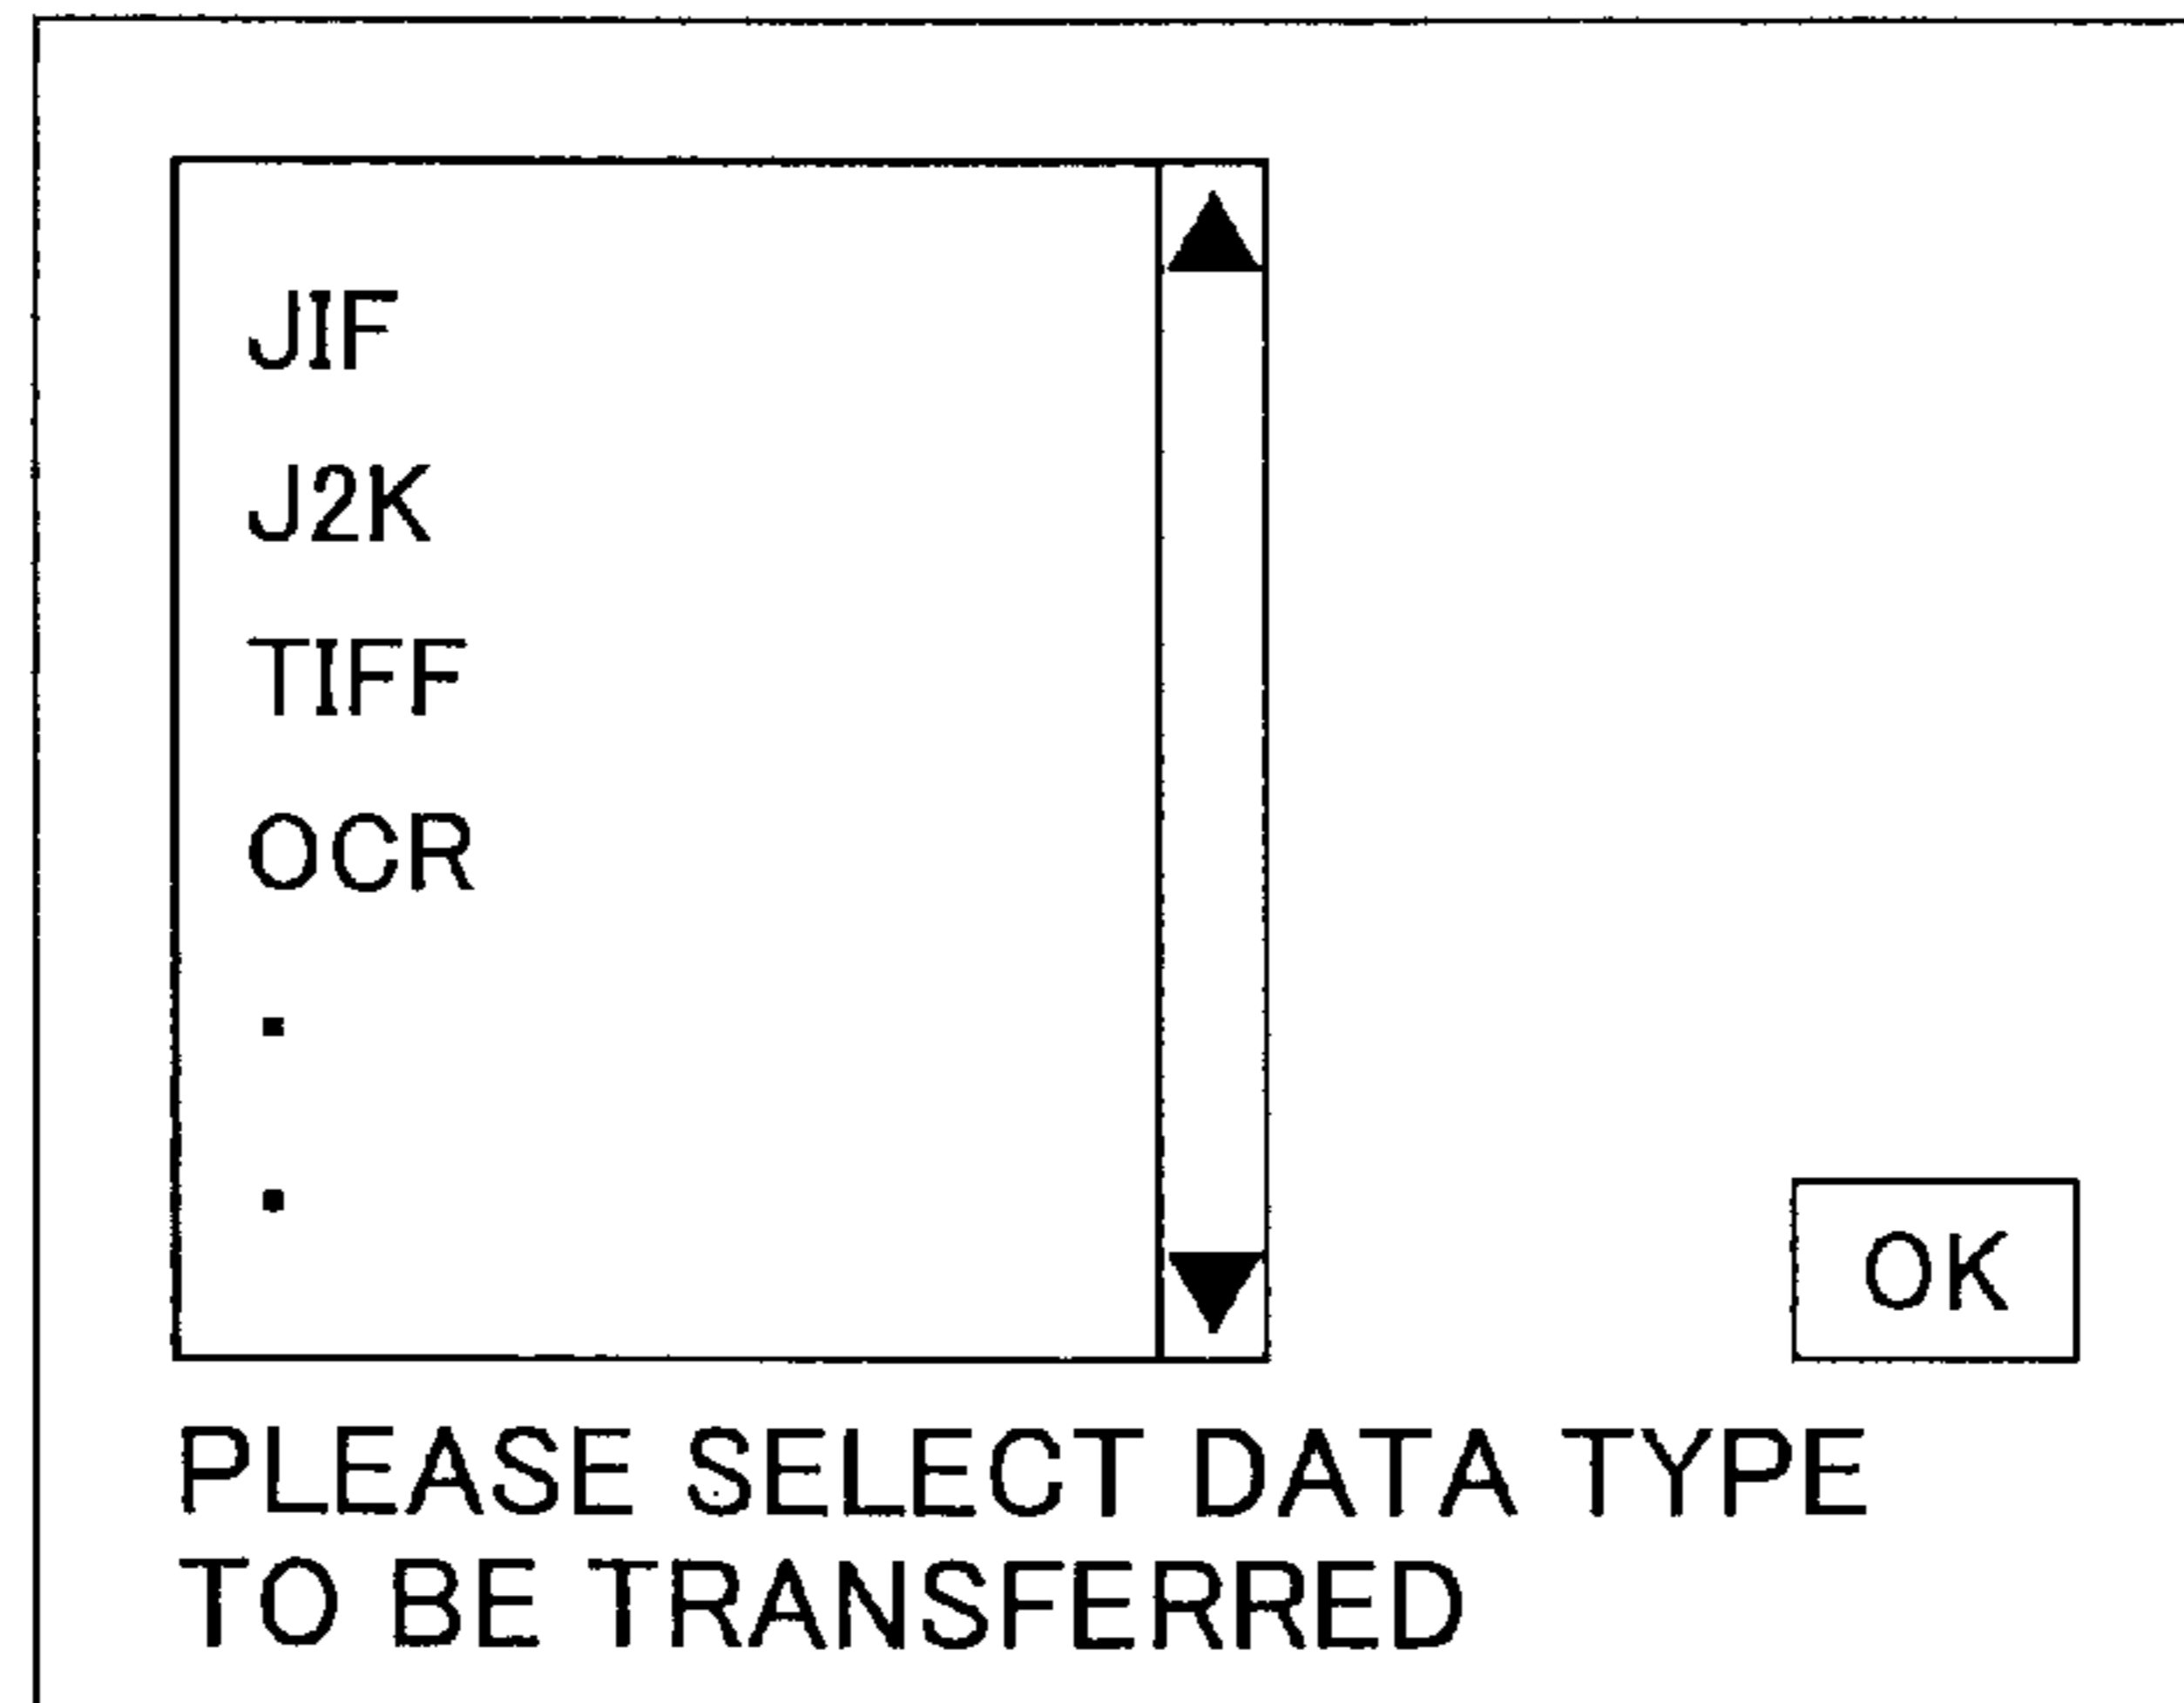 JIF
J2K
TIFF
OCR
OK
PLEASE SELECT DATA TYPE
TO BE TRANSFERRED